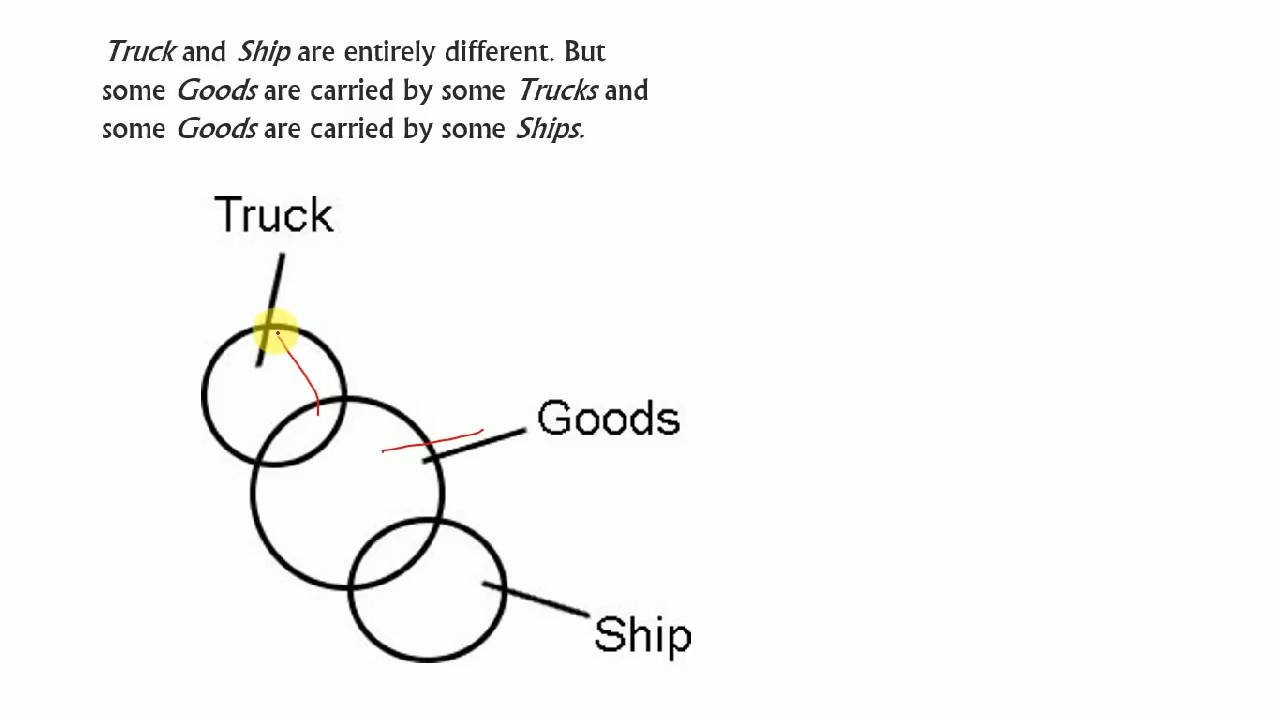 Truck and Ship are entirely different. But
some Goods are carried by some Trucks and
some Goods are carried by some Ships.
Truck
Goods
Ship